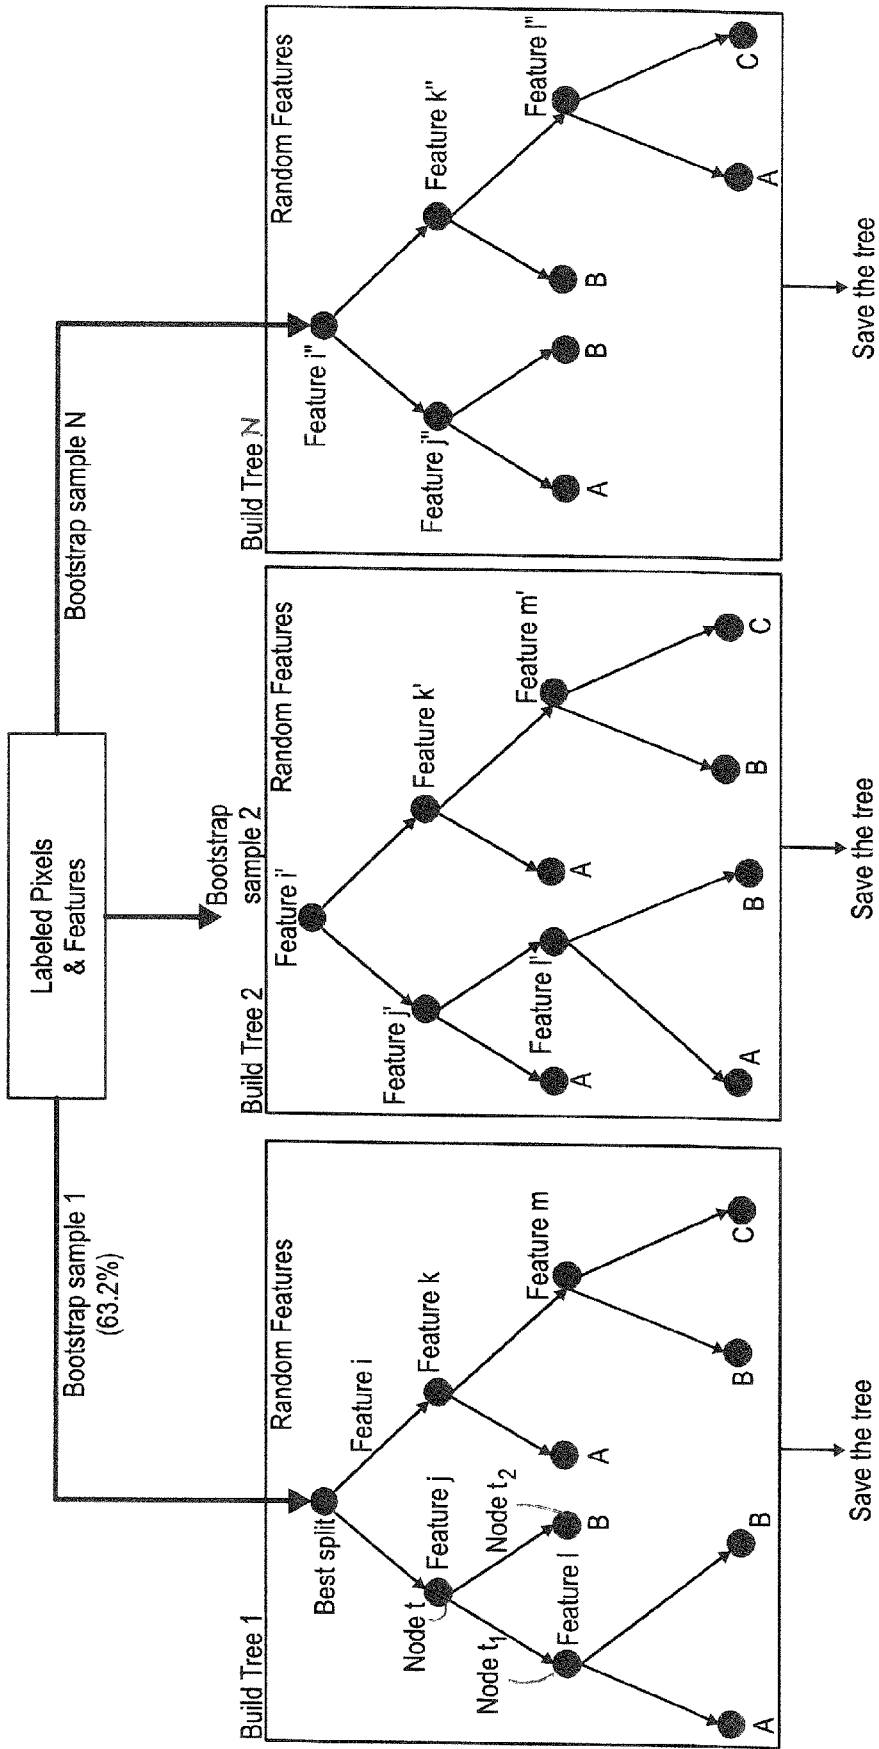 Labeled Pixels
& Features
Bootstrap sample 1
(63.2%)
Bootstrap
sample 2
Bootstrap sample N
Build Tree 1
Random Features
Best split
Feature i
Node t
Feature j
Feature k
Node t1
Node t2
Feature l
B
A
Feature m
A
B
B
C
Save the tree
Build Tree 2
Random Features
Feature i'
Feature j'
Feature k'
A
Feature l'
A
Feature m'
A
B
B
C
Save the tree
Build Tree N
Random Features
Feature i"
Feature j"
Feature k"
A
B
B
Feature l"
A
C
Save the tree